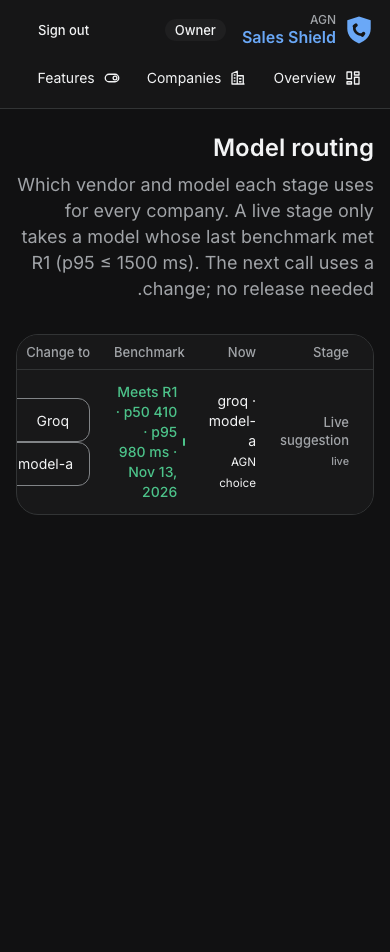 AGN
Sales Shield
Owner
Sign out
Overview
Companies
Features
Model routing
Which vendor and model each stage uses
for every company. A live stage only
takes a model whose last benchmark met
R1 (p95 ≤ 1500 ms). The next call uses a
.change; no release needed
Stage
Now
Benchmark
Change to
Live
suggestion
live
groq ·
model-
a
AGN
choice
Meets R1
· p50 410
· p95
980 ms ·
Nov 13,
2026
Groq
model-a